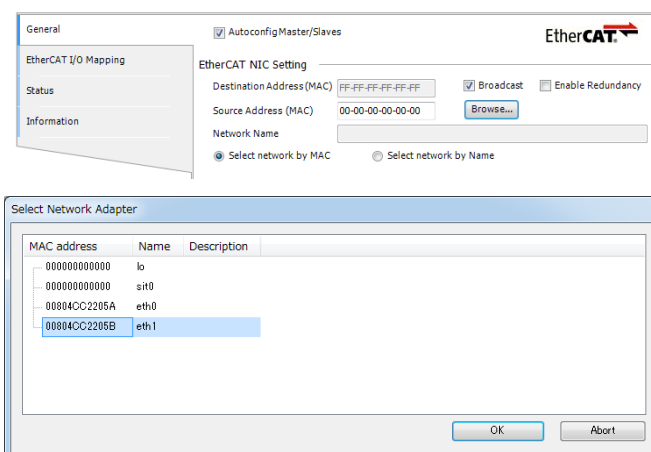 General
Autoconfig Master/Slaves
EtherCAT.
EtherCAT I/O Mapping
EtherCAT NIC Setting
Status
Destination Address (MAC) FF-FF-FF-FF-FF-FF Broadcast Enable Redundancy
Information
Source Address (MAC) 00-00-00-00-00-00 Browse...
Network Name
Select network by MAC Select network by Name
Select Network Adapter
MAC address Name Description
000000000000 lo
000000000000 sit0
00804CC2205A eth0
00804CC2205B eth1
OK Abort